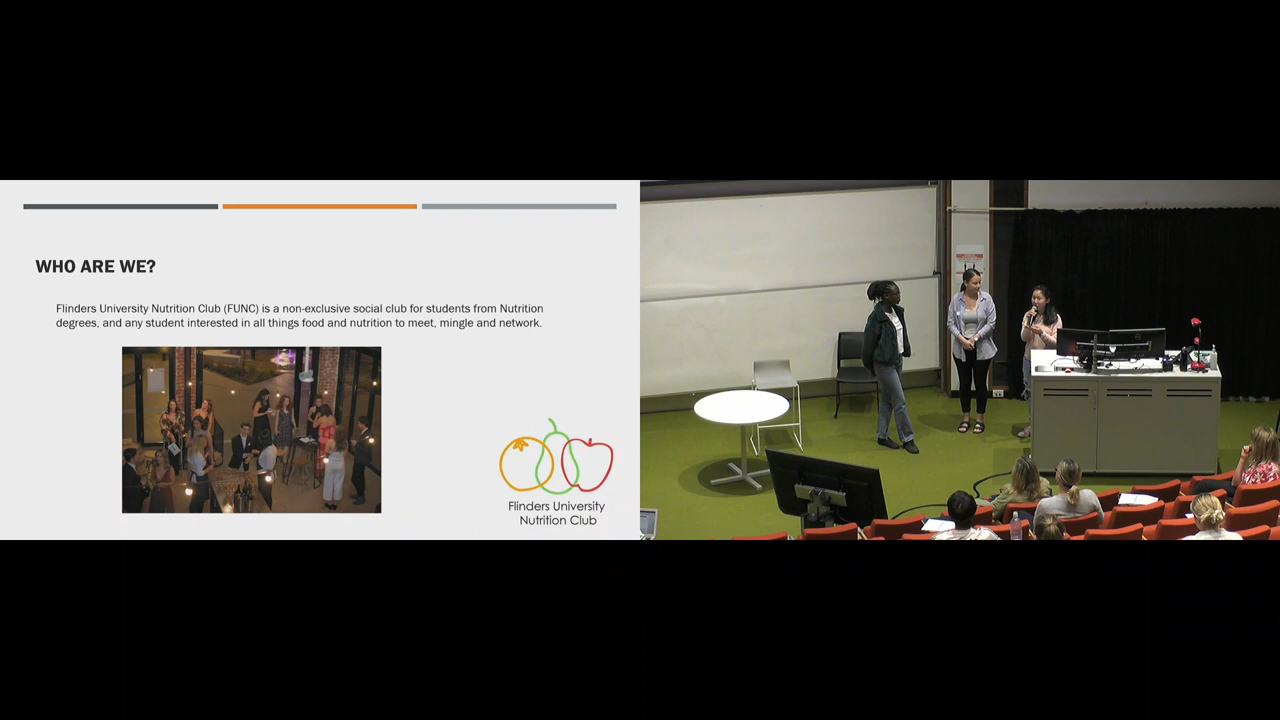 WHO ARE WE?
Flinders University Nutrition Club (FUNC) is a non-exclusive social club for students from Nutrition
degrees, and any student interested in all things food and nutrition to meet, mingle and network.
Flinders University
Nutrition Club